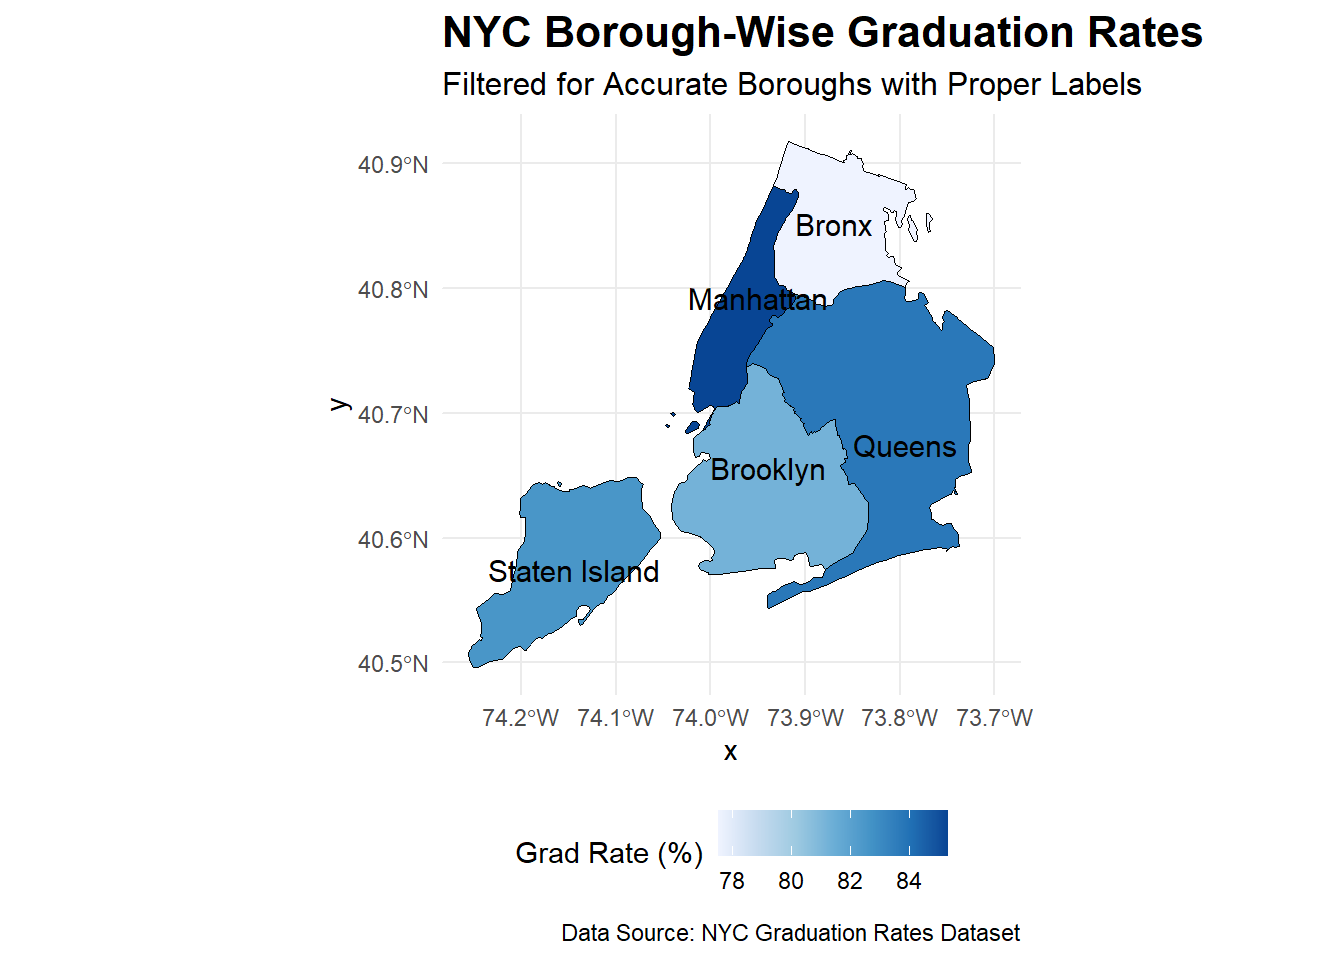 NYC Borough-Wise Graduation Rates
Filtered for Accurate Boroughs with Proper Labels
40.9°N
40.8°N
40.7°N
40.6°N
40.5°N
y
Bronx
Manhattan
Queens
Brooklyn
Staten Island
74.2°W 74.1°W 74.0°W 73.9°W 73.8°W 73.7°W
x
Grad Rate (%)
78 80 82 84
Data Source: NYC Graduation Rates Dataset